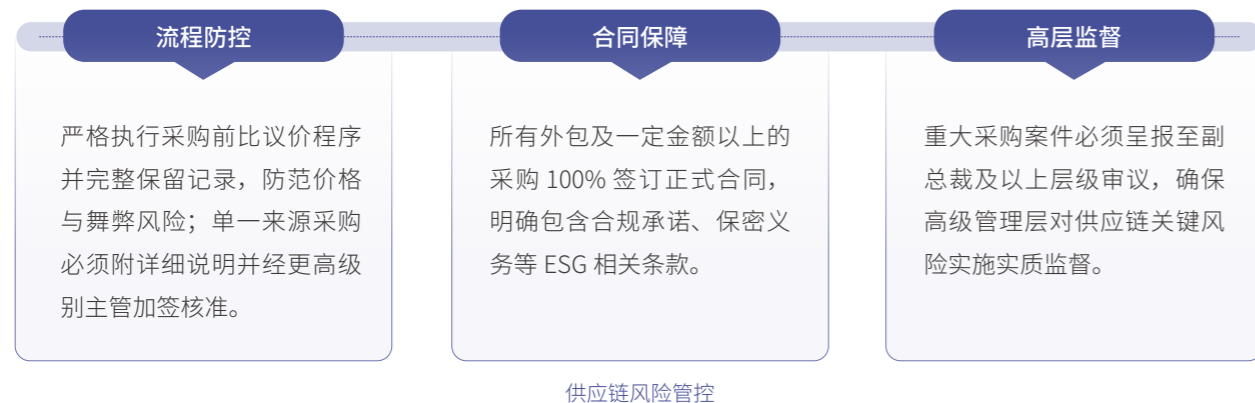 流程防控
严格执行采购前比议价程序
并完整保留记录，防范价格
与舞弊风险；单一来源采购
必须附详细说明并经更高级
别主管加签核准。
合同保障
所有外包及一定金额以上的
采购 100% 签订正式合同，
明确包含合规承诺、保密义
务等 ESG 相关条款。
高层监督
重大采购案件必须呈报至副
总裁及以上层级审议，确保
高级管理层对供应链关键风
险实施实质监督。
供应链风险管控